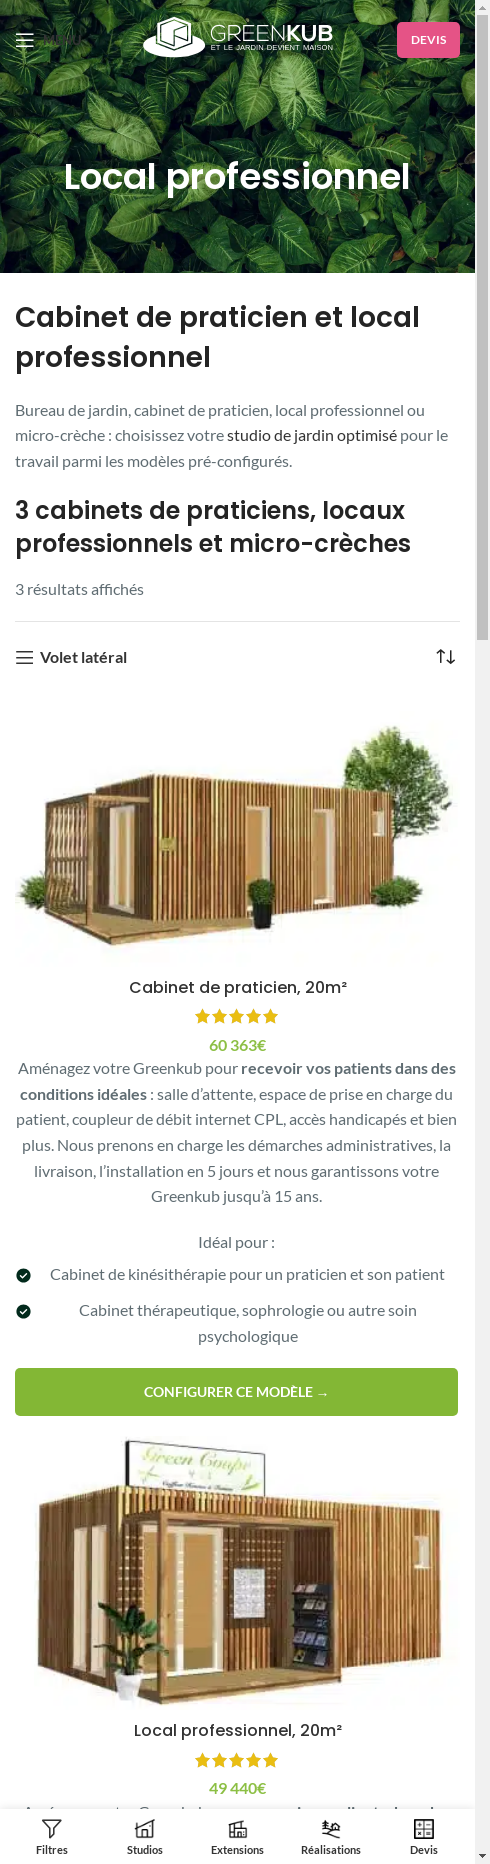 GREENKUB
ET LE JARDIN DEVIENT MAISON
DEVIS
Local professionnel
Cabinet de praticien et local
professionnel
Bureau de jardin, cabinet de praticien, local professionnel ou
micro-crèche : choisissez votre studio de jardin optimisé pour le
travail parmi les modèles pré-configurés.
3 cabinets de praticiens, locaux
professionnels et micro-crèches
3 résultats affichés
Volet latéral
Cabinet de praticien, 20m²
60 363€
Aménagez votre Greenkub pour recevoir vos patients dans des
conditions idéales : salle d’attente, espace de prise en charge du
patient, coupleur de débit internet CPL, accès handicapés et bien
plus. Nous prenons en charge les démarches administratives, la
livraison, l’installation en 5 jours et nous garantissons votre
Greenkub jusqu’à 15 ans.
Idéal pour :
Cabinet de kinésithérapie pour un praticien et son patient
Cabinet thérapeutique, sophrologie ou autre soin
psychologique
CONFIGURER CE MODÈLE →
Green Coupe
Local professionnel, 20m²
49 440€
Filtres
Studios
Extensions
Réalisations
Devis